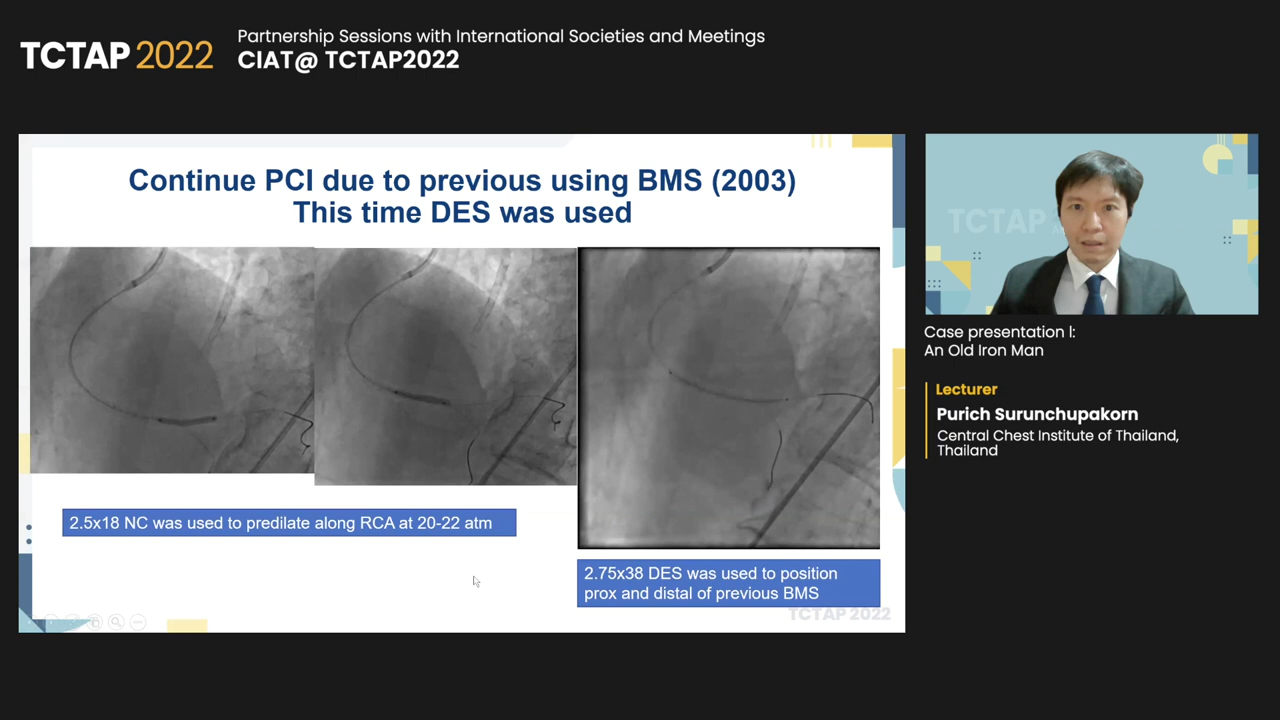 TCTAP 2022
Partnership Sessions with International Societies and Meetings
CIAT@ TCTAP2022
Continue PCI due to previous using BMS (2003)
This time DES was used
2.5x18 NC was used to predilate along RCA at 20-22 atm
2.75x38 DES was used to position
prox and distal of previous BMS
TCTAP 2022
TCTAP
Case presentation I:
An Old Iron Man
Lecturer
Purich Surunchupakorn
Central Chest Institute of Thailand,
Thailand